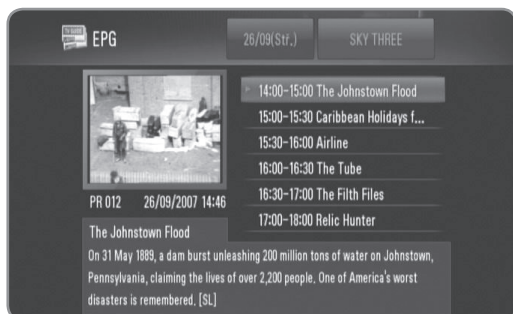 TV GUIDE
EPG
26/09(Stř.)
SKY THREE
14:00-15:00 The Johnstown Flood
15:00-15:30 Caribbean Holidays f...
15:30-16:00 Airline
16:00-16:30 The Tube
16:30-17:00 The Filth Files
17:00-18:00 Relic Hunter
PR 012 26/09/2007 14:46
The Johnstown Flood
On 31 May 1889, a dam burst unleashing 200 million tons of water on Johnstown,
Pennsylvania, claiming the lives of over 2,200 people. One of America's worst
disasters is remembered. [SL]